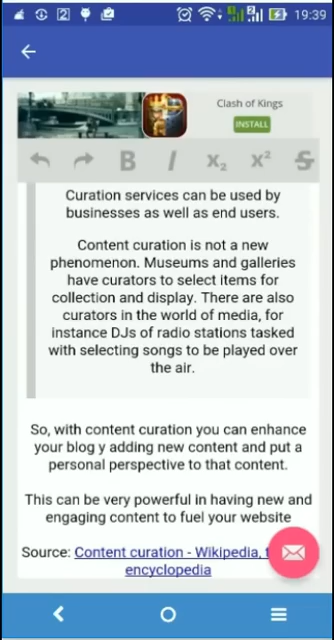 19:39
Clash of Kings
INSTALL
B I X₂ X² S
Curation services can be used by
businesses as well as end users.
Content curation is not a new
phenomenon. Museums and galleries
have curators to select items for
collection and display. There are also
curators in the world of media, for
instance DJs of radio stations tasked
with selecting songs to be played over
the air.
So, with content curation you can enhance
your blog y adding new content and put a
personal perspective to that content.
This can be very powerful in having new and
engaging content to fuel your website
Source: Content curation - Wikipedia,
encyclopedia